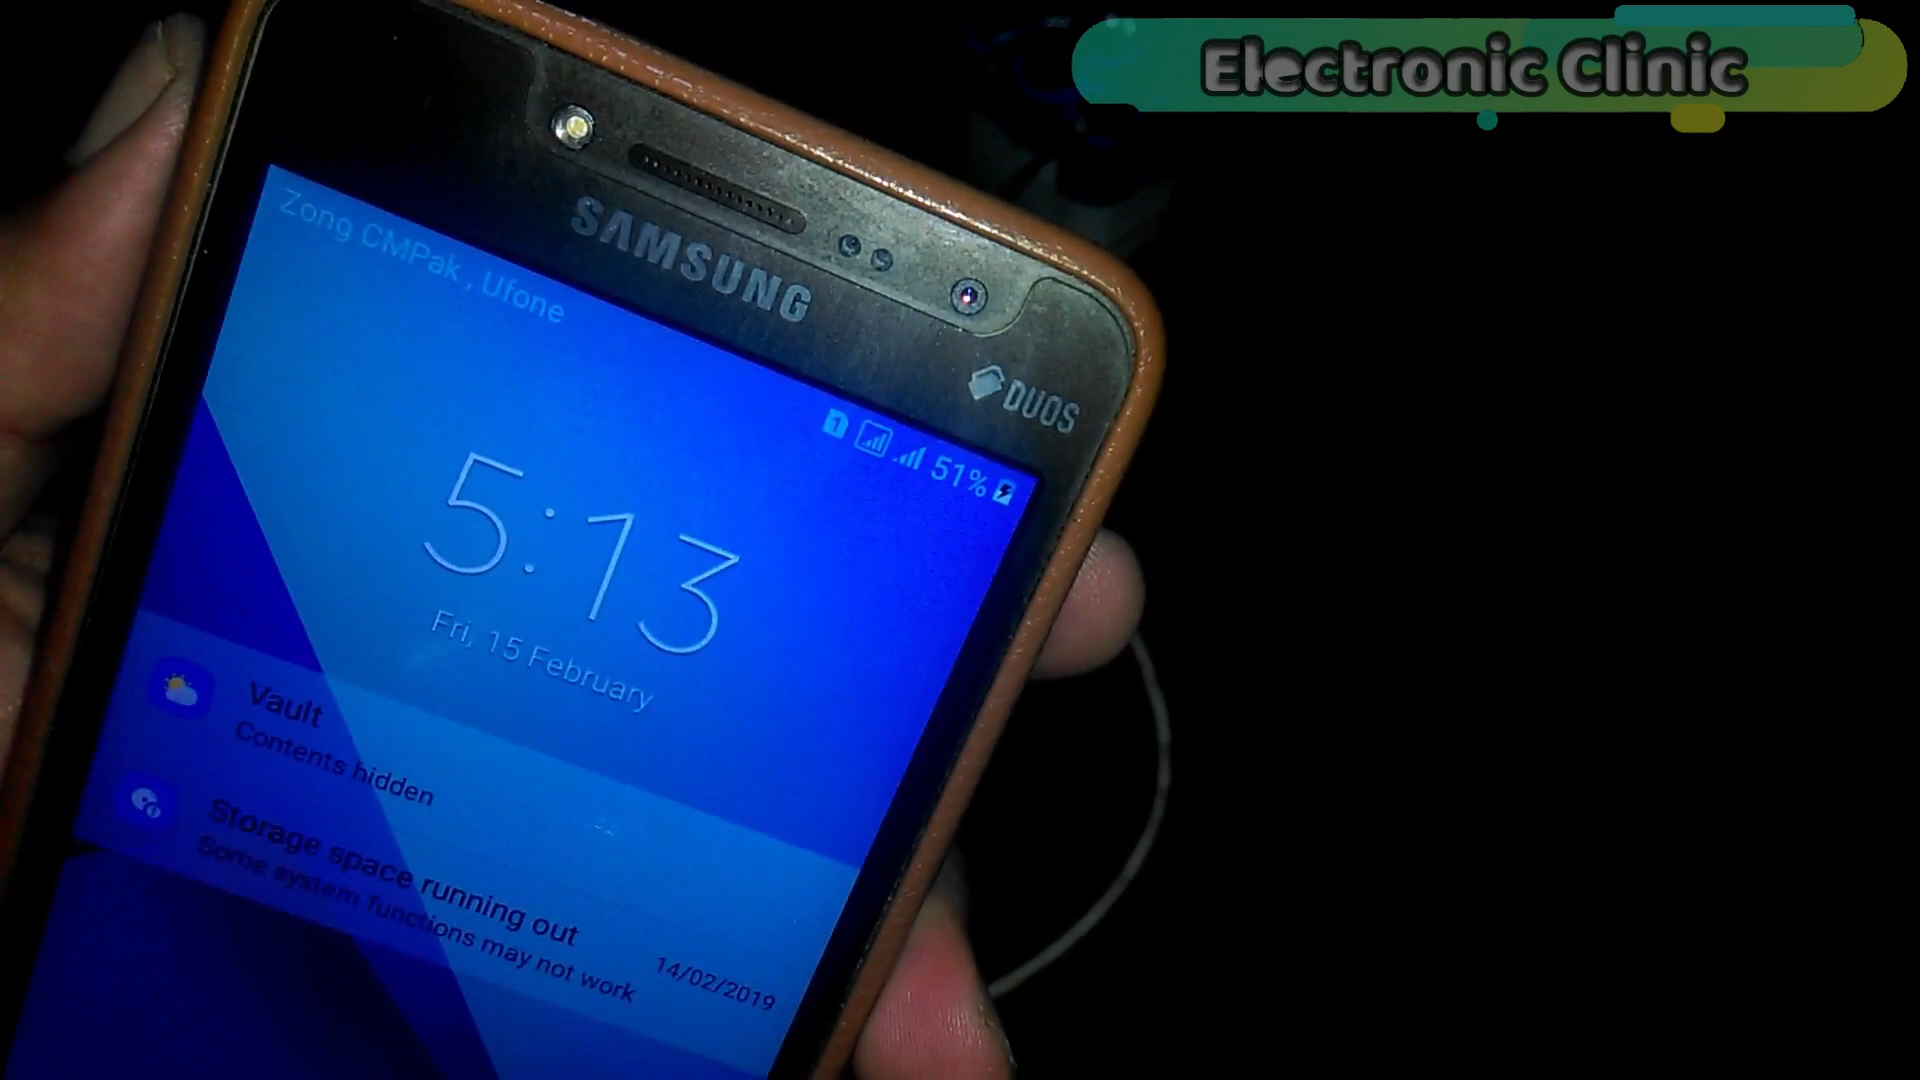 Electronic Clinic
SAMSUNG
DUOS
Zong CMPak, Ufone
1 51%
5:13
Fri, 15 February
Vault
Contents hidden
Storage space running out
14/02/2019
Some system functions may not work